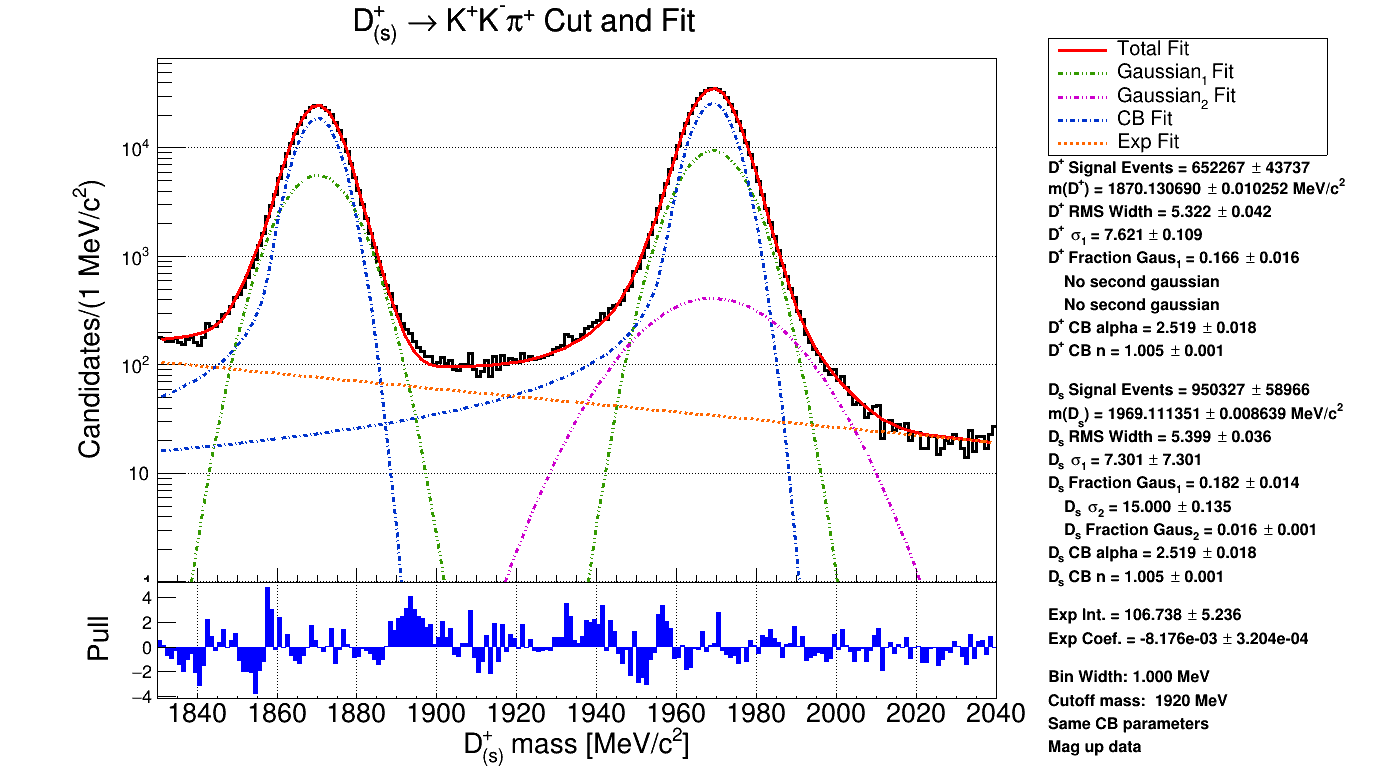 D⁺₍ₛ₎ → K⁺K⁻π⁺ Cut and Fit
Total Fit
Gaussian₁ Fit
Gaussian₂ Fit
CB Fit
Exp Fit
D⁺ Signal Events = 652267 ± 43737
m(D⁺) = 1870.130690 ± 0.010252 MeV/c²
D⁺ RMS Width = 5.322 ± 0.042
D⁺ σ₁ = 7.621 ± 0.109
D⁺ Fraction Gaus₁ = 0.166 ± 0.016
No second gaussian
No second gaussian
D⁺ CB alpha = 2.519 ± 0.018
D⁺ CB n = 1.005 ± 0.001
Dₛ Signal Events = 950327 ± 58966
m(Dₛ) = 1969.111351 ± 0.008639 MeV/c²
Dₛ RMS Width = 5.399 ± 0.036
Dₛ σ₁ = 7.301 ± 7.301
Dₛ Fraction Gaus₁ = 0.182 ± 0.014
Dₛ σ₂ = 15.000 ± 0.135
Dₛ Fraction Gaus₂ = 0.016 ± 0.001
Dₛ CB alpha = 2.519 ± 0.018
Dₛ CB n = 1.005 ± 0.001
Exp Int. = 106.738 ± 5.236
Exp Coef. = -8.176e-03 ± 3.204e-04
Bin Width: 1.000 MeV
Cutoff mass: 1920 MeV
Same CB parameters
Mag up data
Candidates/(1 MeV/c²)
10⁴
10³
10²
10
1
Pull
4
2
0
−2
−4
1840 1860 1880 1900 1920 1940 1960 1980 2000 2020 2040
D⁺₍ₛ₎ mass [MeV/c²]